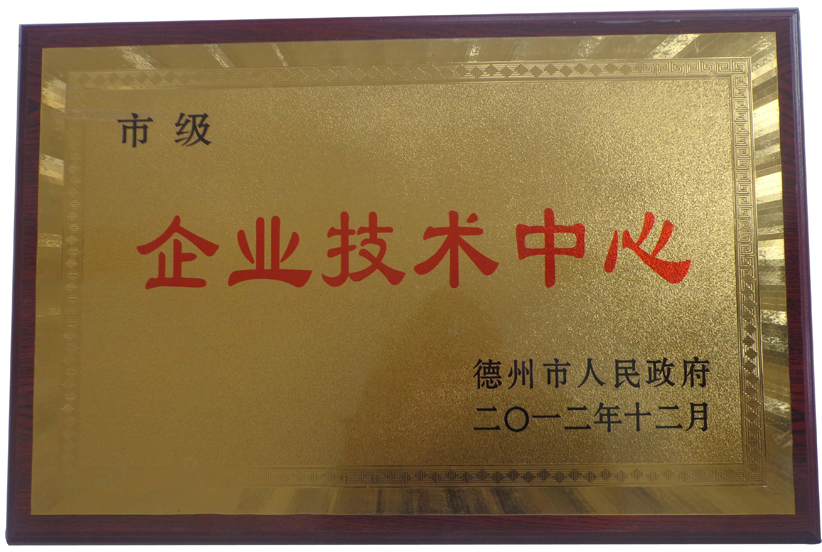 市级
企业技术中心
德州市人民政府
二〇一二年十二月